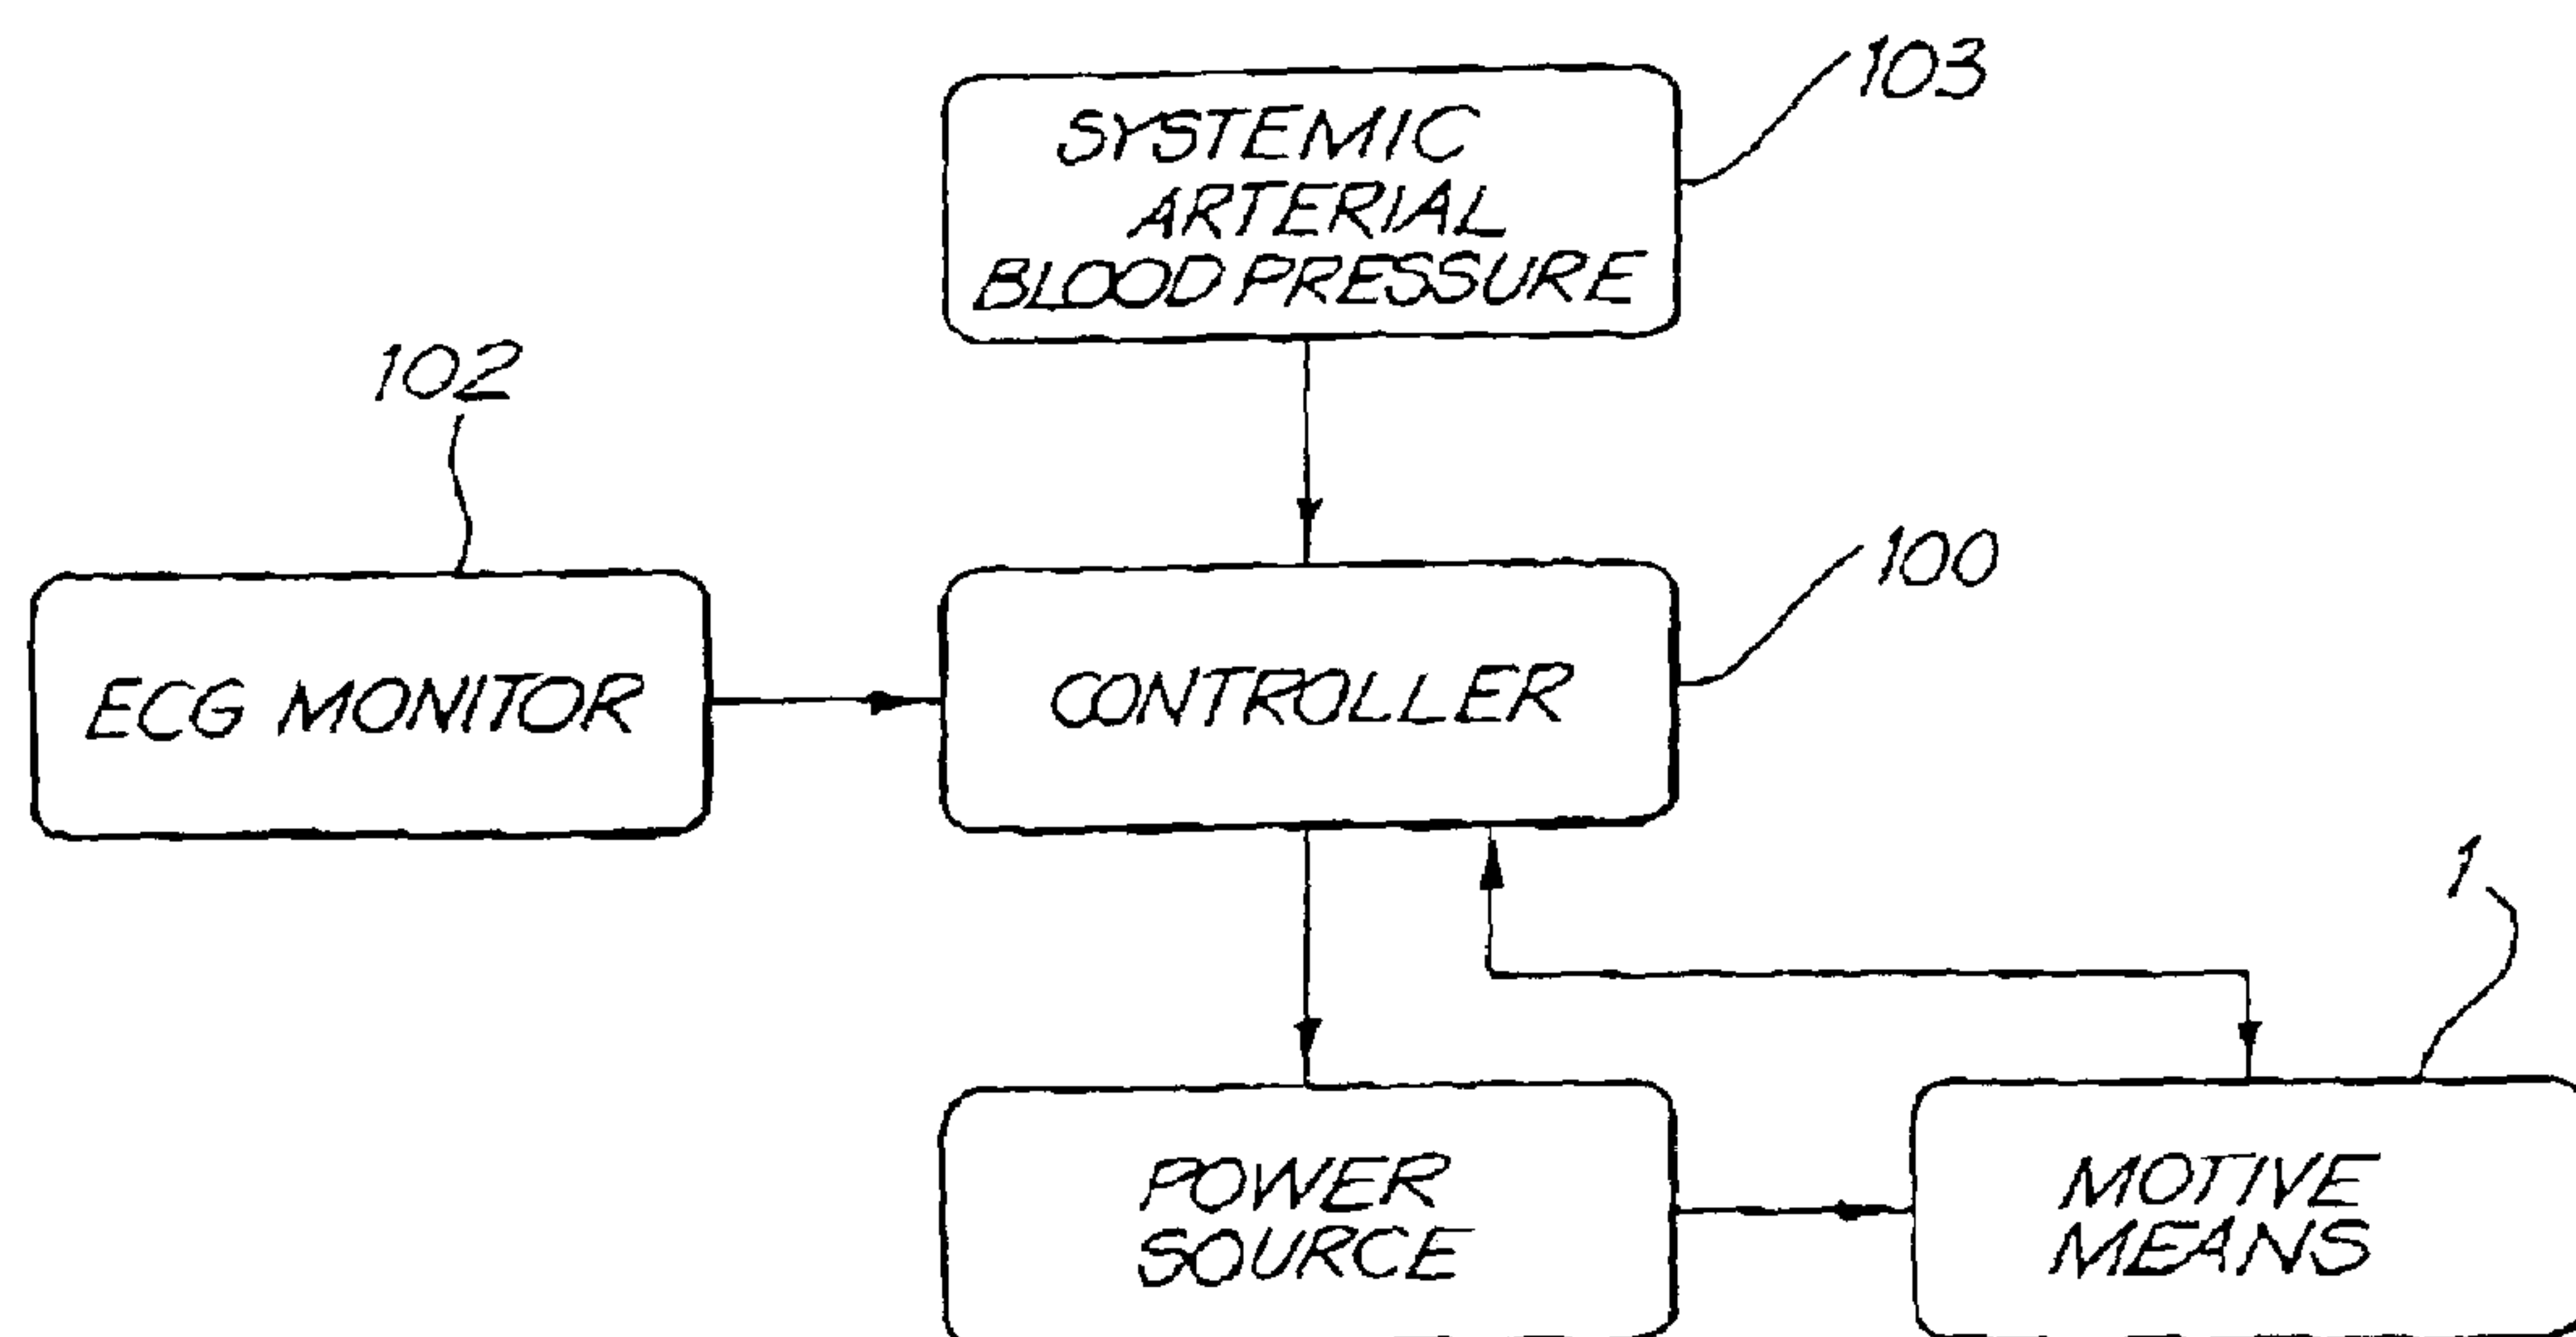 103
SYSTEMIC
ARTERIAL
BLOOD PRESSURE
102
100
ECG MONITOR
CONTROLLER
1
POWER
SOURCE
MOTIVE
MEANS